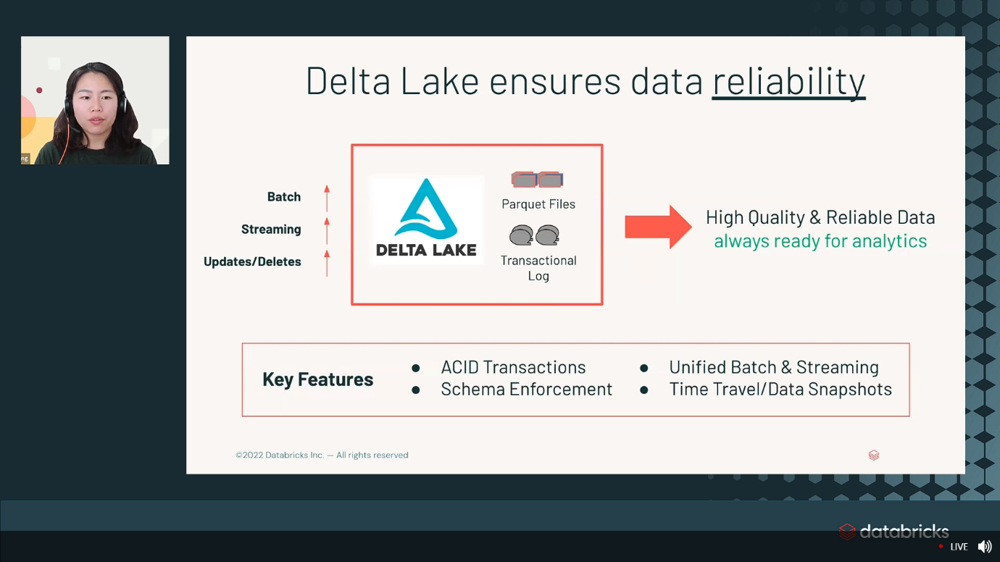 Delta Lake ensures data reliability
ng
Batch
Streaming
Updates/Deletes
DELTA LAKE
Parquet Files
Transactional
Log
High Quality & Reliable Data
always ready for analytics
Key Features
● ACID Transactions
● Schema Enforcement
● Unified Batch & Streaming
● Time Travel/Data Snapshots
©2022 Databricks Inc. — All rights reserved
databricks
LIVE